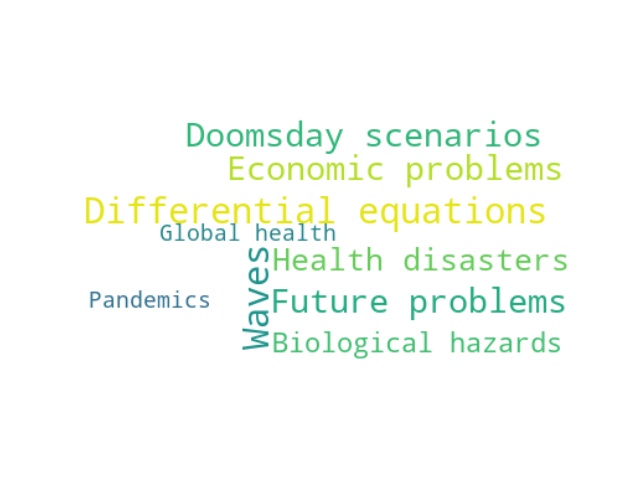 Doomsday scenarios
Economic problems
Differential equations
Global health
Health disasters
Waves
Pandemics
Future problems
Biological hazards